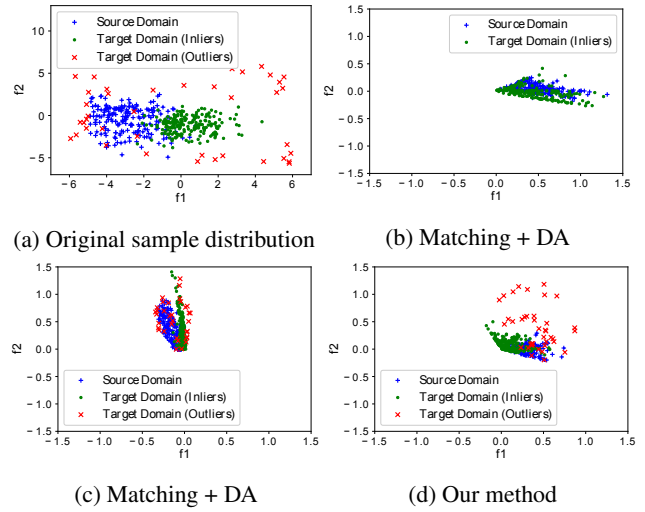 Source Domain
Target Domain (Inliers)
Target Domain (Outliers)
10
5
0
−5
f2
−6 −4 −2 0 2 4 6
f1
(a) Original sample distribution
Source Domain
Target Domain (Inliers)
1.5
1.0
0.5
0.0
−0.5
−1.0
−1.5
f2
−1.5 −1.0 −0.5 0.0 0.5 1.0 1.5
f1
(b) Matching + DA
1.5
1.0
0.5
0.0
−0.5
−1.0
−1.5
f2
Source Domain
Target Domain (Inliers)
Target Domain (Outliers)
−1.5 −1.0 −0.5 0.0 0.5 1.0 1.5
f1
(c) Matching + DA
1.5
1.0
0.5
0.0
−0.5
−1.0
−1.5
f2
Source Domain
Target Domain (Inliers)
Target Domain (Outliers)
−1.5 −1.0 −0.5 0.0 0.5 1.0 1.5
f1
(d) Our method